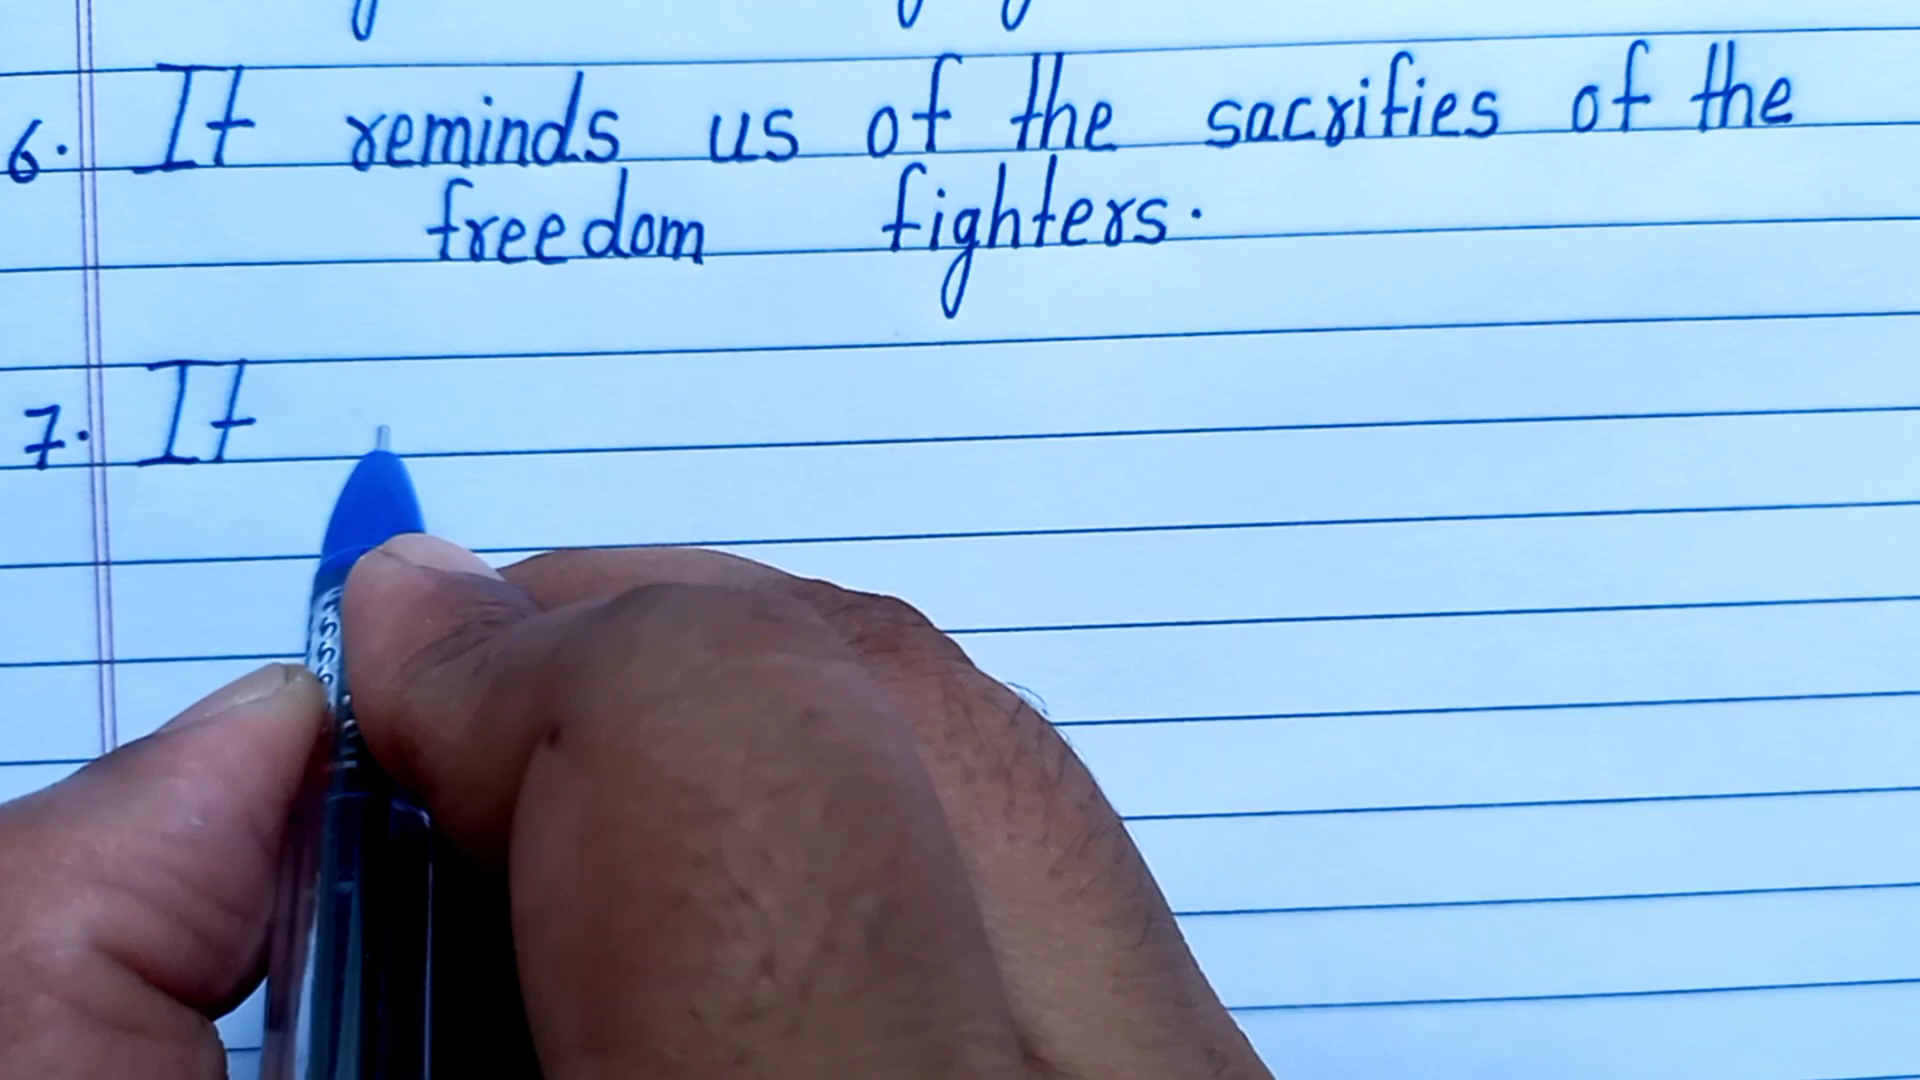 6. It reminds us of the sacrifies of the
freedom fighters.
7. It